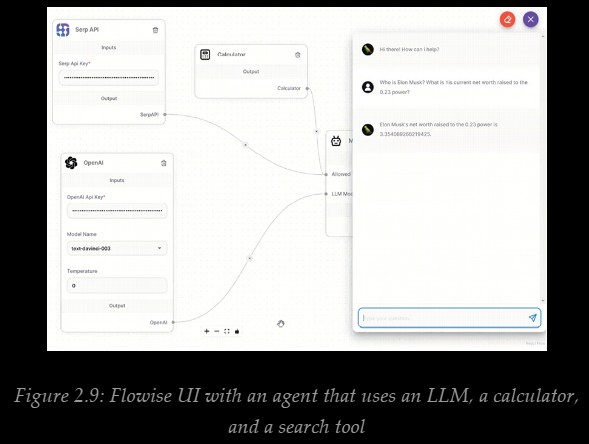 Serp API
Inputs
Serp Api Key*
Output
SerpAPI
Calculator
Output
Calculator
OpenAI
Inputs
OpenAI Api Key*
Model Name
text-davinci-003
Temperature
0
Output
OpenAI
M
Allowed
LLM Mod
Hi there! How can I help?
Who is Elon Musk? What is his current net worth raised to the
0.23 power?
Elon Musk's net worth raised to the 0.23 power is
Type your question...
React Flow
Figure 2.9: Flowise UI with an agent that uses an LLM, a calculator,
and a search tool